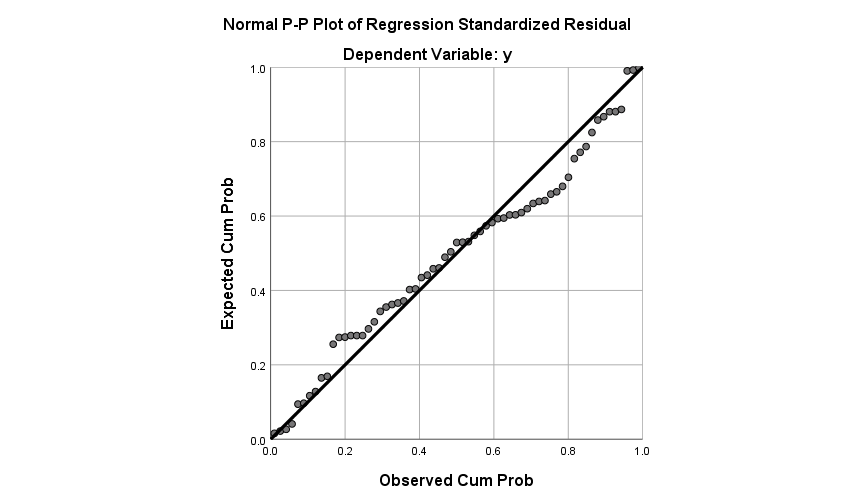 Normal P-P Plot of Regression Standardized Residual
Dependent Variable: y
1.0
0.8
0.6
0.4
0.2
0.0
Expected Cum Prob
0.0 0.2 0.4 0.6 0.8 1.0
Observed Cum Prob